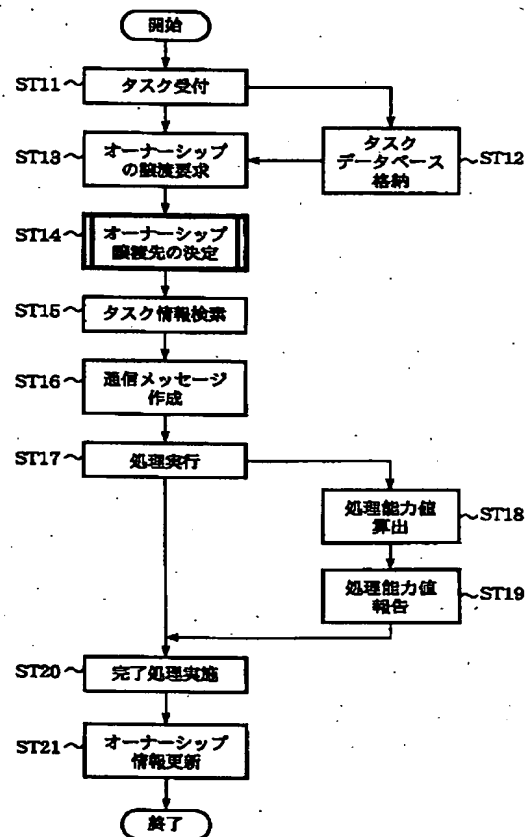 開始
ST11
タスク受付
ST13
オーナーシップ
の譲渡要求
タスク
データベース
格納
ST12
ST14
オーナーシップ
譲渡先の決定
ST15
タスク情報検索
ST16
通信メッセージ
作成
ST17
処理実行
処理能力値
算出
ST18
処理能力値
報告
ST19
ST20
完了処理実施
ST21
オーナーシップ
情報更新
終了